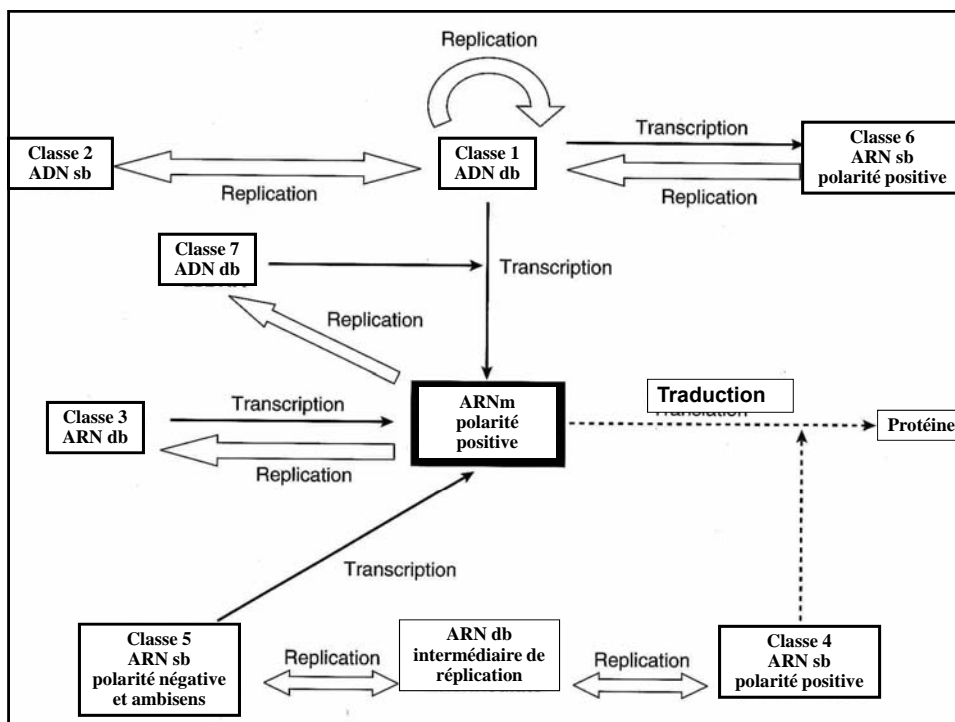 Replication
Classe 2
ADN sb
Replication
Classe 1
ADN db
Transcription
Replication
Classe 6
ARN sb
polarité positive
Classe 7
ADN db
Transcription
Replication
Classe 3
ARN db
Transcription
Replication
ARNm
polarité
positive
Traduction
Protéine
Transcription
Classe 5
ARN sb
polarité négative
et ambisens
Replication
ARN db
intermédiaire de
réplication
Replication
Classe 4
ARN sb
polarité positive